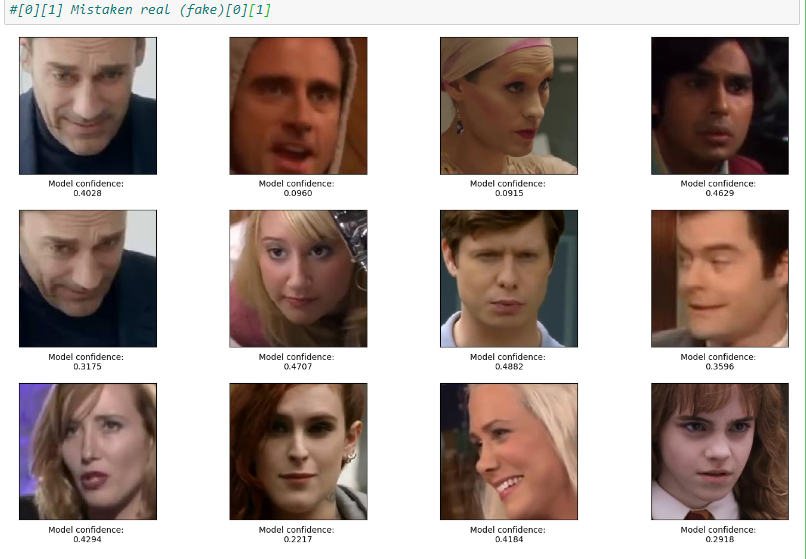 #[0][1] Mistaken real (fake)[0][1]
Model confidence: Model confidence: Model confidence: Model confidence:
0.4028 0.0960 0.0915 0.4629
Model confidence: Model confidence: Model confidence: Model confidence:
0.3175 0.4707 0.4882 0.3596
Model confidence: Model confidence: Model confidence: Model confidence:
0.4294 0.2217 0.4184 0.2918